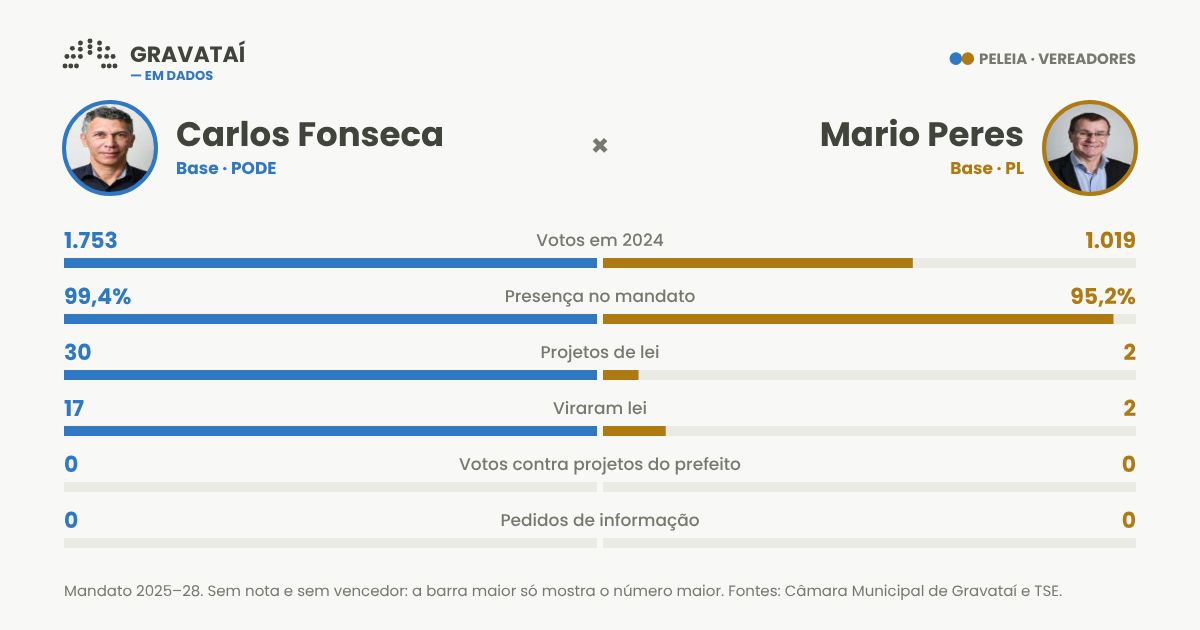 GRAVATAÍ
— EM DADOS
PELEIA · VEREADORES
Carlos Fonseca
Base · PODE
×
Mario Peres
Base · PL
1.753 Votos em 2024 1.019
99,4% Presença no mandato 95,2%
30 Projetos de lei 2
17 Viraram lei 2
0 Votos contra projetos do prefeito 0
0 Pedidos de informação 0
Mandato 2025–28. Sem nota e sem vencedor: a barra maior só mostra o número maior. Fontes: Câmara Municipal de Gravataí e TSE.